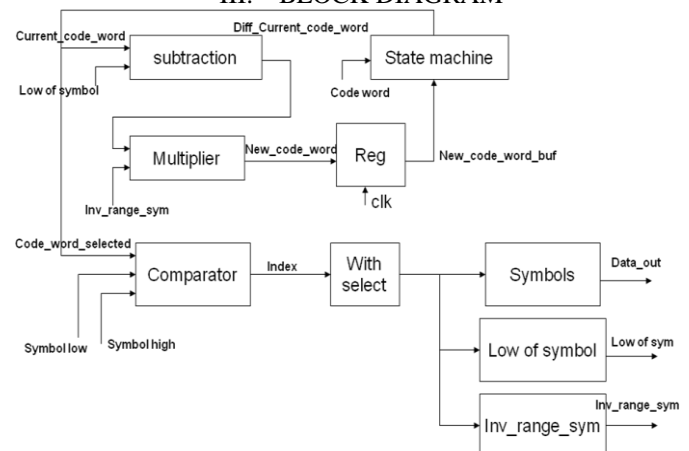 III. BLOCK DIAGRAM
Current_code_word
Diff_Current_code_word
subtraction
State machine
Low of symbol
Code word
Multiplier
New_code_word
Reg
New_code_word_buf
Inv_range_sym
clk
Code_word_selected
Comparator
Index
With
select
Symbols
Data_out
Symbol low
Symbol high
Low of symbol
Low of sym
Inv_range_sym
Inv_range_sym